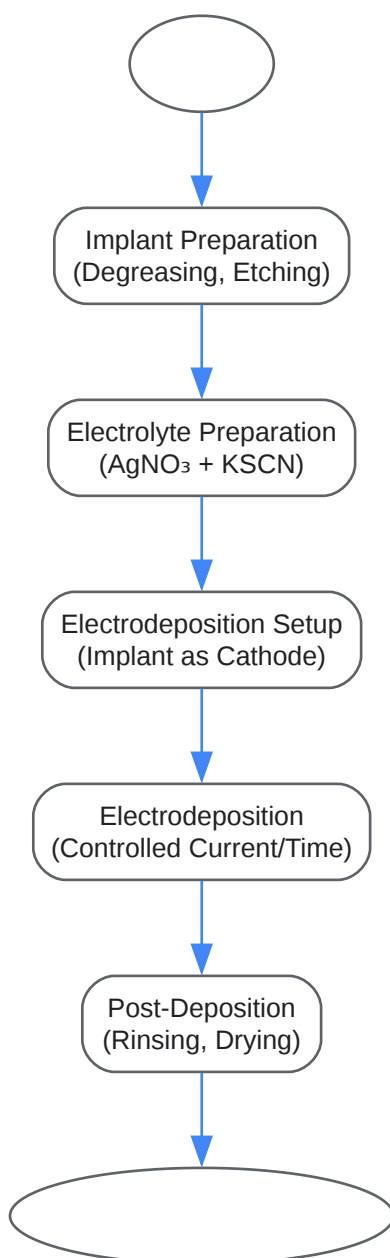 Implant Preparation
(Degreasing, Etching)
Electrolyte Preparation
(AgNO₃ + KSCN)
Electrodeposition Setup
(Implant as Cathode)
Electrodeposition
(Controlled Current/Time)
Post-Deposition
(Rinsing, Drying)